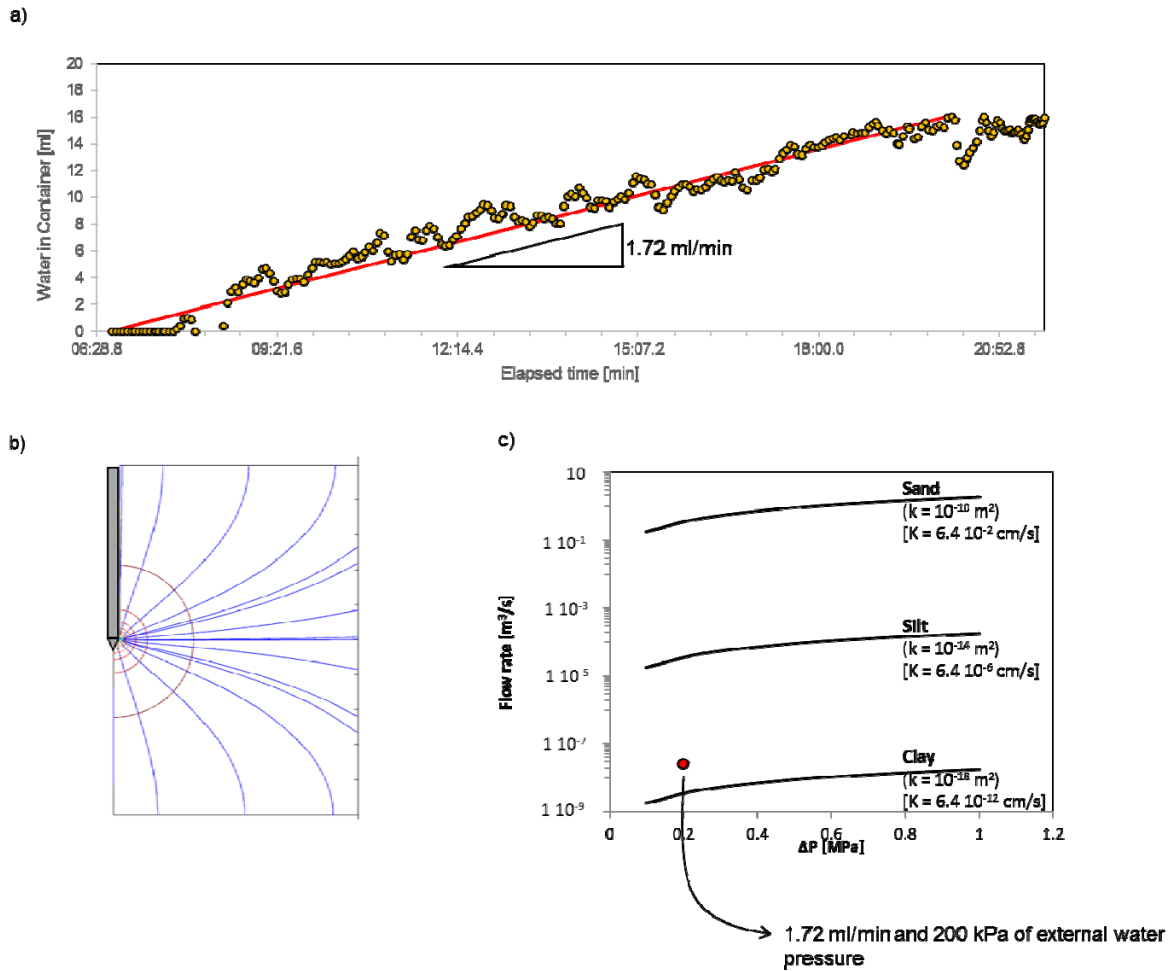 a)
Water in Container [ml]
20
18
16
14
12
10
8
6
4
2
0
1.72 ml/min
06:28.8 09:21.6 12:14.4 15:07.2 18:00.0 20:52.8
Elapsed time [min]
b)
c)
Flow rate [m³/s]
10
1 10⁻¹
1 10⁻³
1 10⁻⁵
1 10⁻⁷
1 10⁻⁹
Sand
(k = 10⁻¹⁰ m²)
[K = 6.4 10⁻² cm/s]
Silt
(k = 10⁻¹⁴ m²)
[K = 6.4 10⁻⁶ cm/s]
Clay
(k = 10⁻¹⁸ m²)
[K = 6.4 10⁻¹² cm/s]
0 0.2 0.4 0.6 0.8 1 1.2
ΔP [MPa]
1.72 ml/min and 200 kPa of external water
pressure